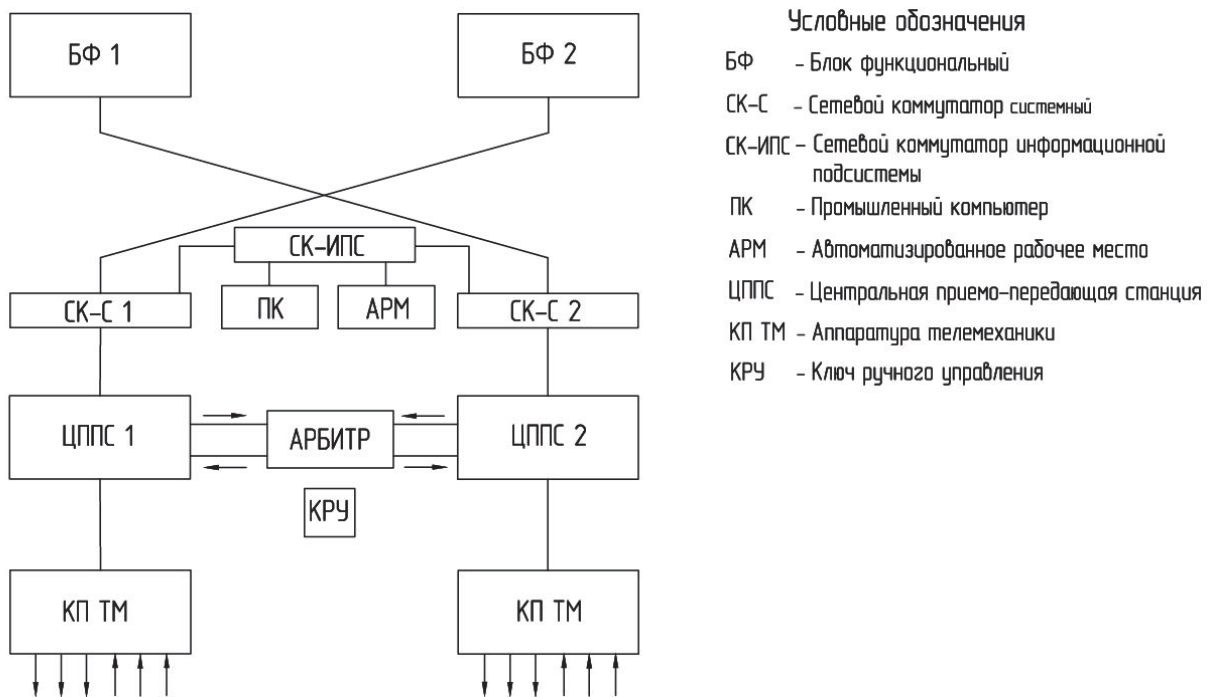 БФ 1
БФ 2
СК-ИПС
ПК
АРМ
СК-С 1
СК-С 2
ЦППС 1
АРБИТР
ЦППС 2
КРУ
КП ТМ
КП ТМ
Условные обозначения
БФ - Блок функциональный
СК-С - Сетевой коммутатор системный
СК-ИПС - Сетевой коммутатор информационной
подсистемы
ПК - Промышленный компьютер
АРМ - Автоматизированное рабочее место
ЦППС - Центральная приемо-передающая станция
КП ТМ - Аппаратура телемеханики
КРУ - Ключ ручного управления